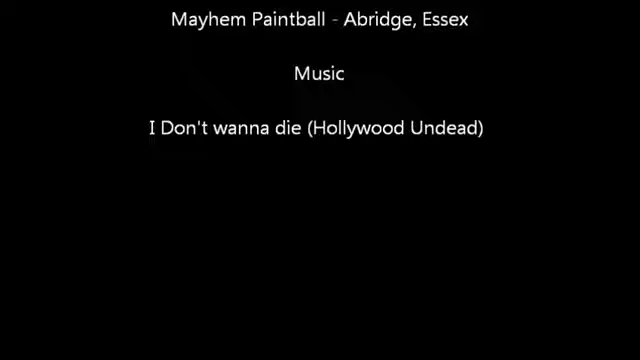 Mayhem Paintball - Abridge, Essex
Music
I Don't wanna die (Hollywood Undead)